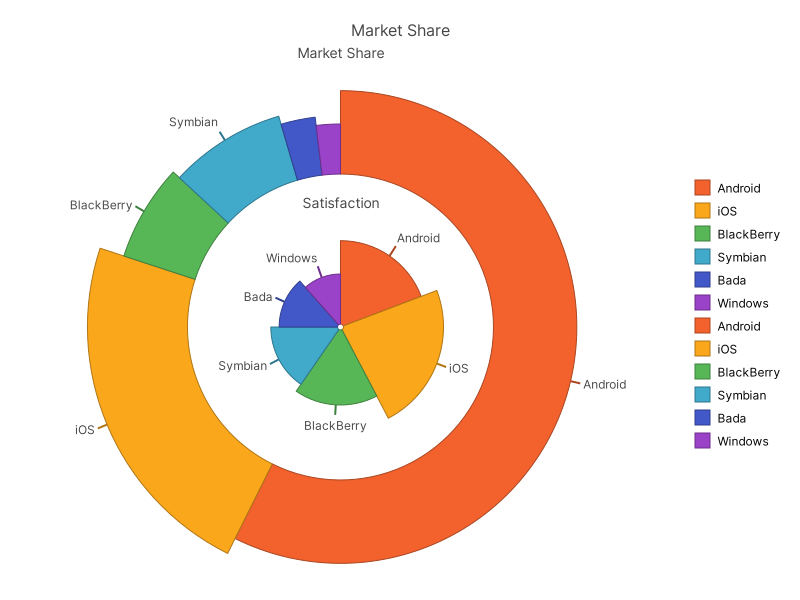 Market Share
Market Share
Symbian
BlackBerry
iOS
Android
Satisfaction
Android
Windows
Bada
Symbian
BlackBerry
iOS
Android
iOS
BlackBerry
Symbian
Bada
Windows
Android
iOS
BlackBerry
Symbian
Bada
Windows